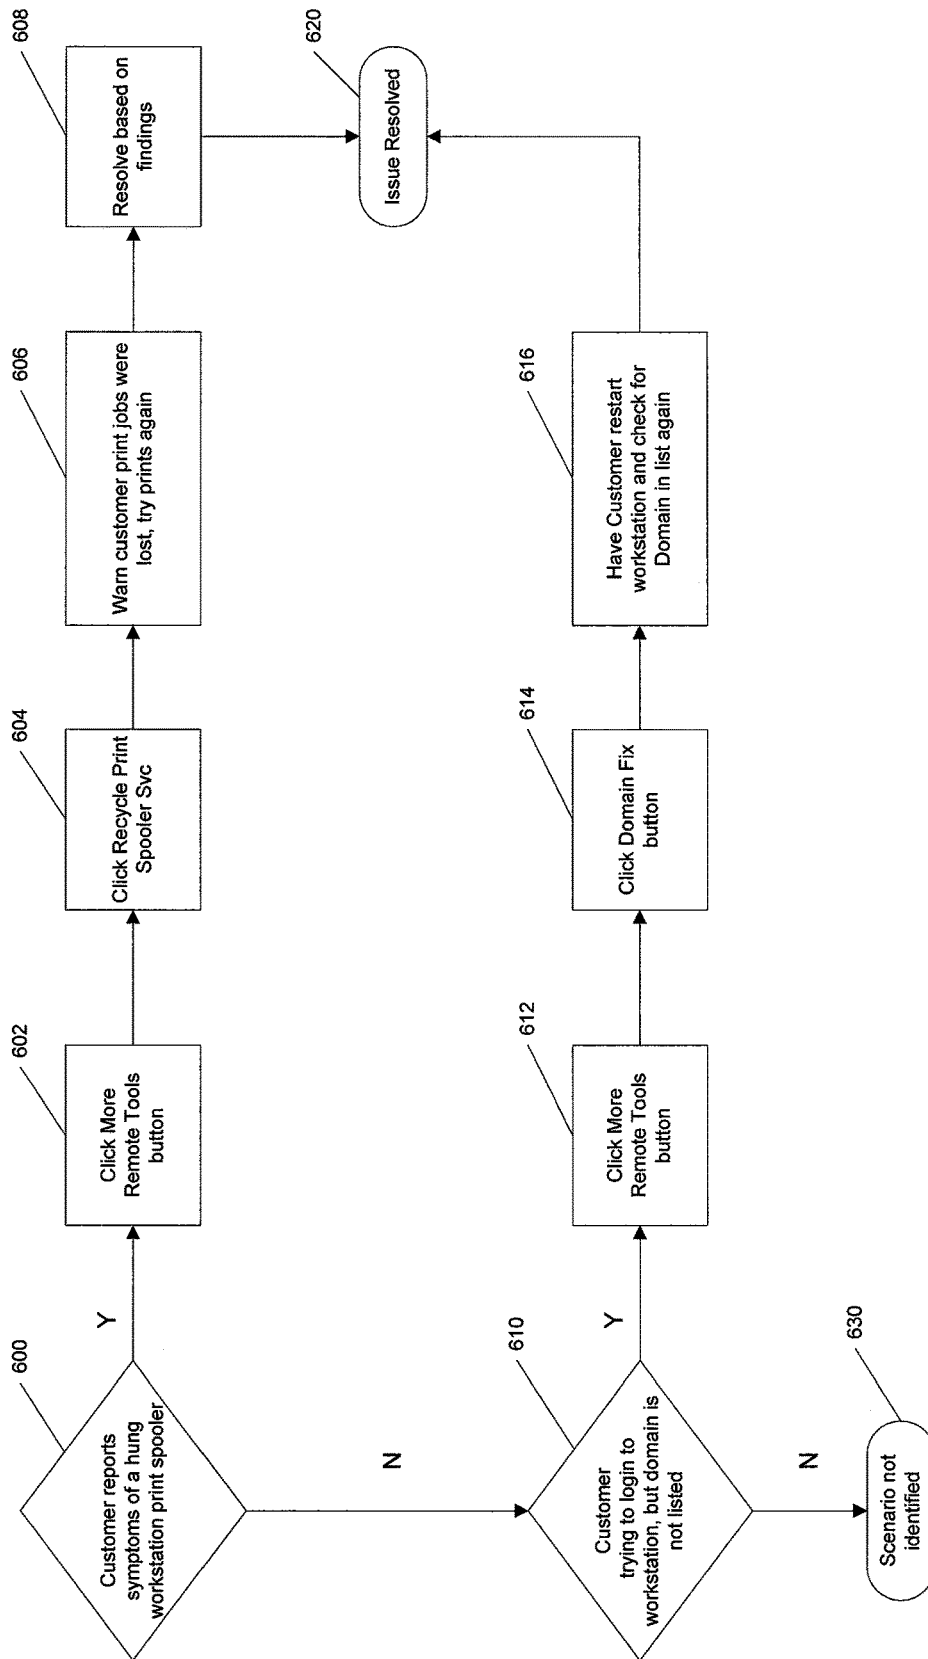 600
Customer reports
symptoms of a hung
workstation print spooler
Y
602
Click More
Remote Tools
button
604
Click Recycle Print
Spooler Svc
606
Warn customer print jobs were
lost, try prints again
608
Resolve based on
findings
620
Issue Resolved
N
610
Customer
trying to login to
workstation, but domain is
not listed
Y
612
Click More
Remote Tools
button
614
Click Domain Fix
button
616
Have Customer restart
workstation and check for
Domain in list again
N
630
Scenario not
identified